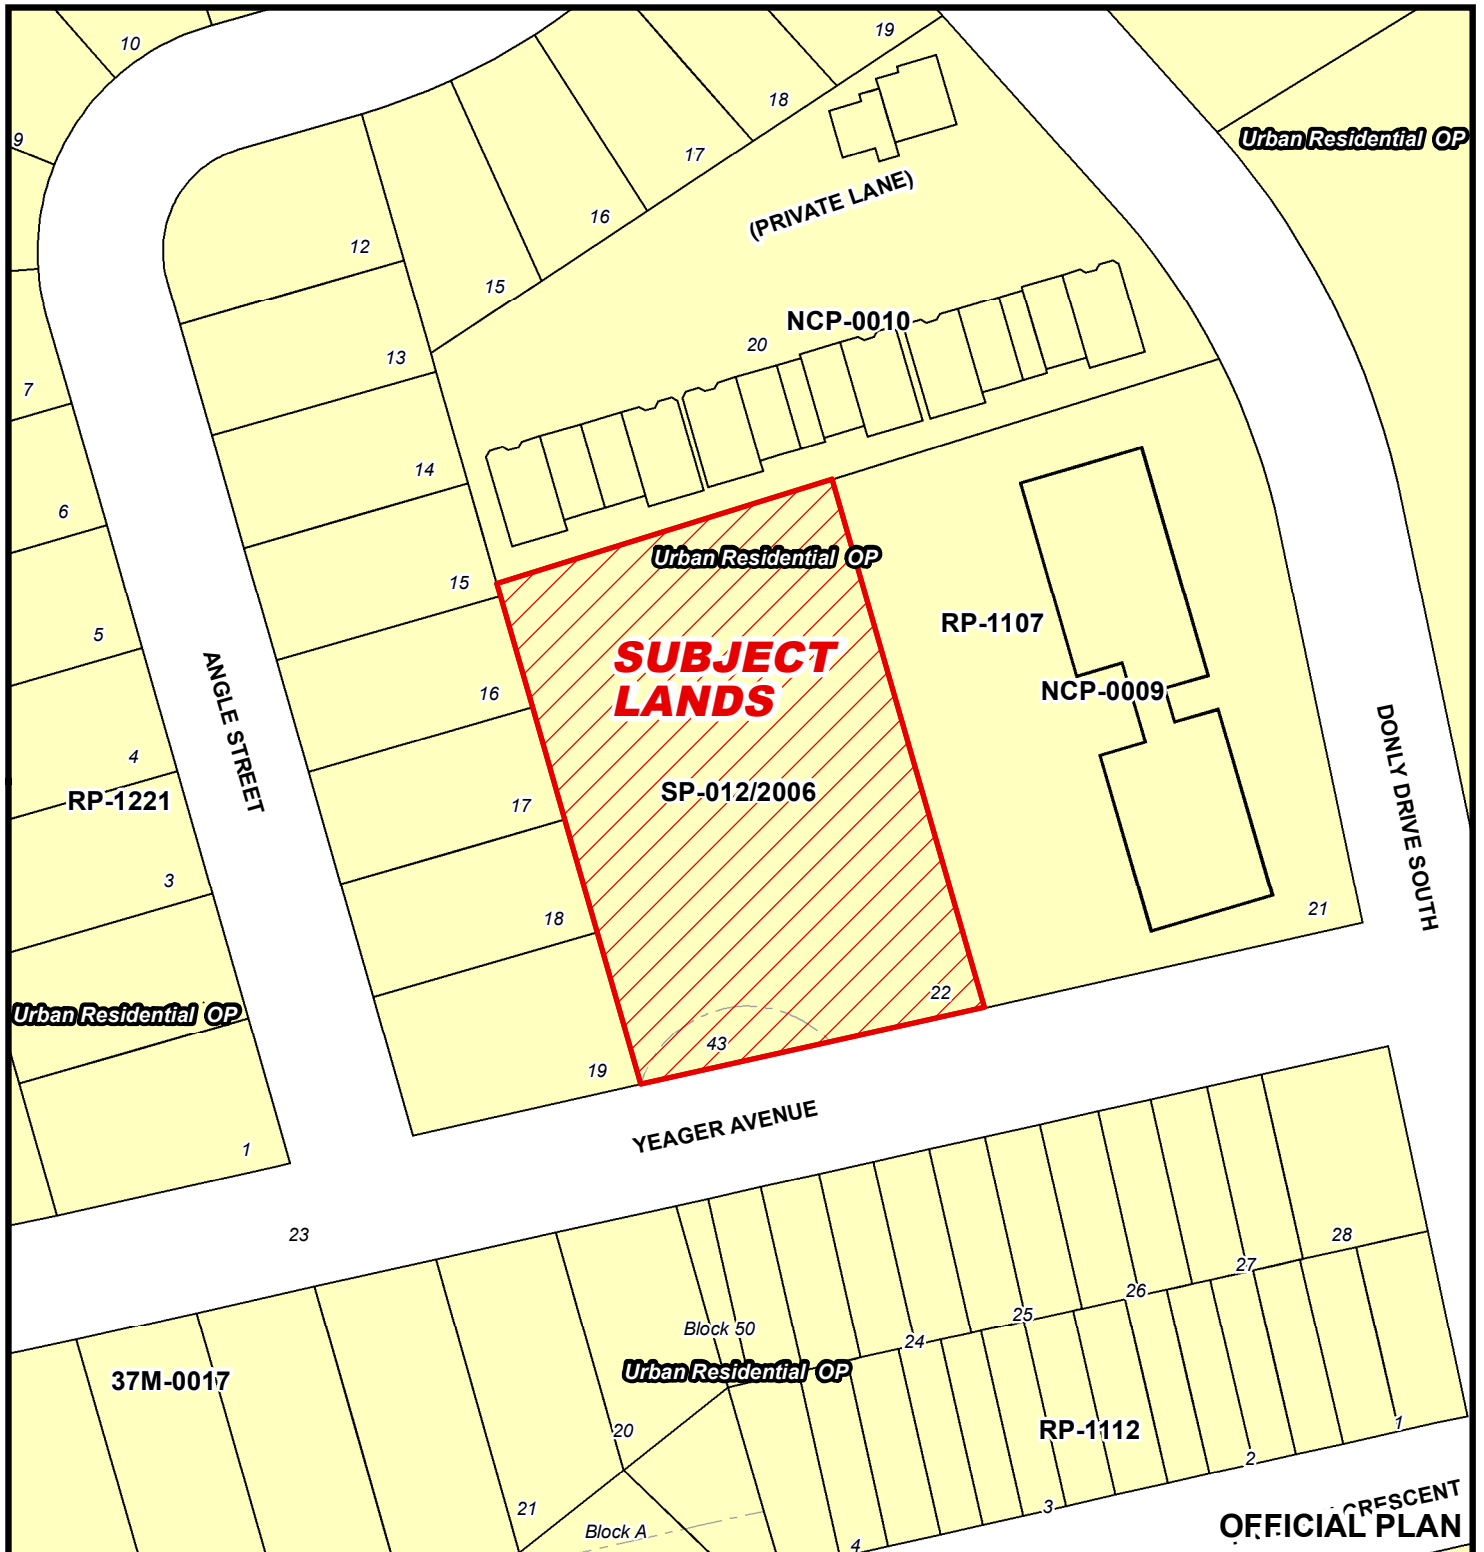 10
19
9
18
Urban Residential OP
17
(PRIVATE LANE)
16
12
15
NCP-0010
20
13
7
14
6
Urban Residential OP
15
RP-1107
5
SUBJECT
LANDS
16
NCP-0009
ANGLE STREET
DONLY DRIVE SOUTH
4
SP-012/2006
RP-1221
17
3
18
21
22
Urban Residential OP
43
19
YEAGER AVENUE
1
23
28
27
26
25
Block 50
24
Urban Residential OP
37M-0017
20
RP-1112
1
2
21
3
CRESCENT
Block A
OFFICIAL PLAN
4